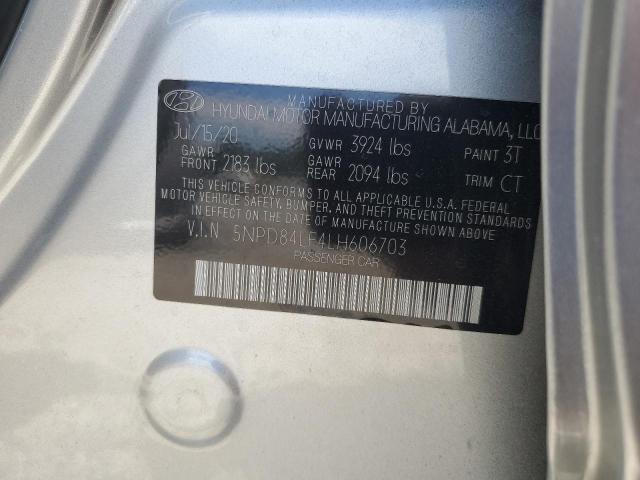 MANUFACTURED BY
HYUNDAI MOTOR MANUFACTURING ALABAMA, LLC
Jul/15/20 GVWR 3924 lbs PAINT 3T
GAWR FRONT 2183 lbs GAWR REAR 2094 lbs TRIM CT
THIS VEHICLE CONFORMS TO ALL APPLICABLE U.S.A. FEDERAL
MOTOR VEHICLE SAFETY, BUMPER, AND THEFT PREVENTION STANDARDS
IN EFFECT ON THE DATE OF MANUFACTURE SHOWN ABOVE.
V.I.N 5NPD84LF4LH606703
PASSENGER CAR